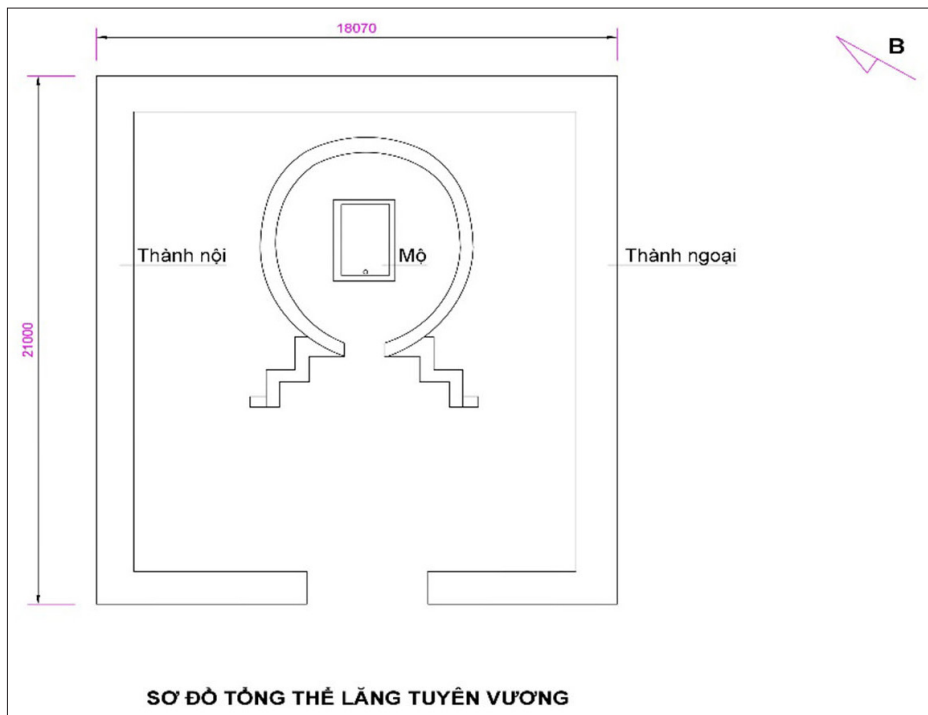 18070
B
Thành nội
Mộ
Thành ngoại
21000
SƠ ĐỒ TỔNG THỂ LĂNG TUYÊN VƯƠNG